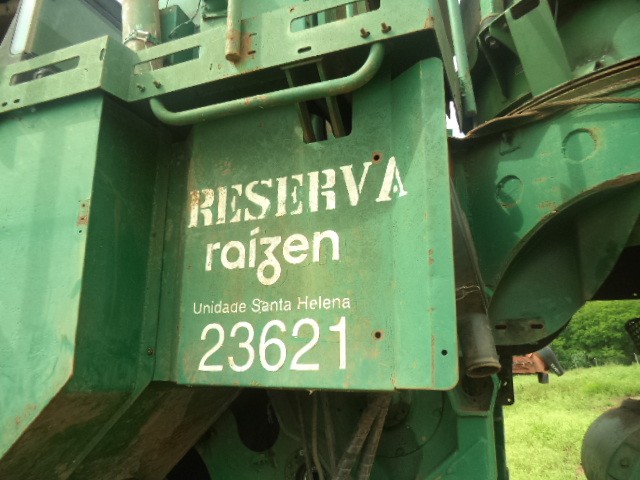 RESERVA
raízen
Unidade Santa Helena
23621